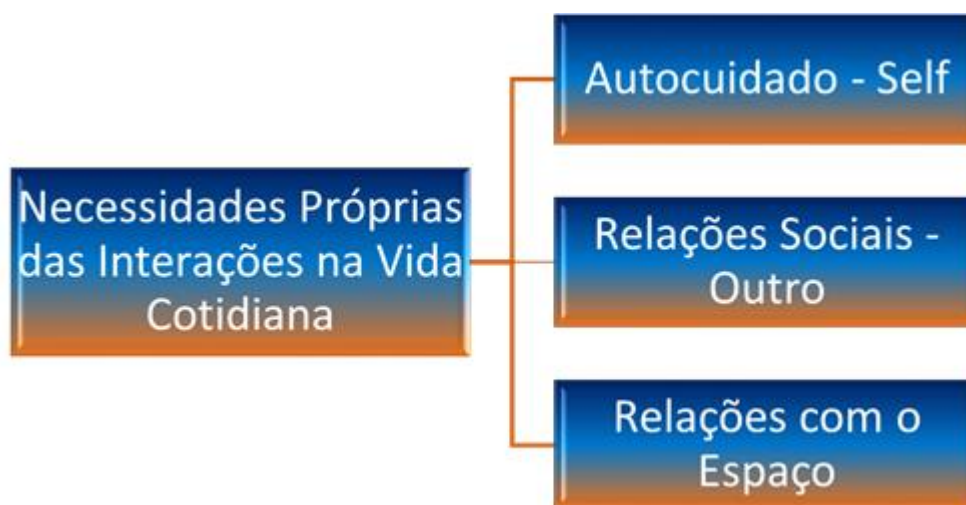 Necessidades Próprias
das Interações na Vida
Cotidiana
Autocuidado - Self
Relações Sociais -
Outro
Relações com o
Espaço